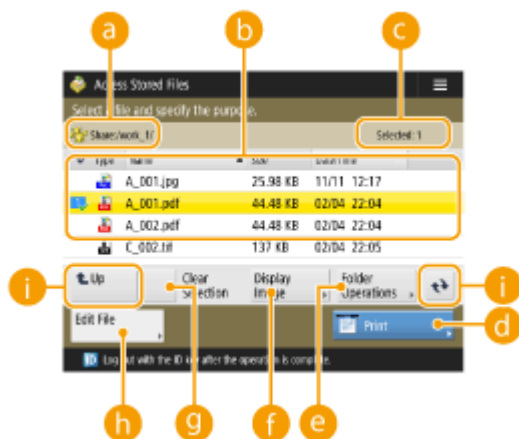 a b c
Access Stored Files
Select a file and specify the purpose.
Share:/work_1/ Selected: 1
Type Name Size Date/Time
A_001.jpg 25.98 KB 11/11 12:17
A_001.pdf 44.48 KB 02/04 22:04
A_002.pdf 44.48 KB 02/04 22:04
C_002.tif 137 KB 02/04 22:05
i Up Clear Selection Display Image Folder Operations i
Edit File Print d
ID Log out with the ID key after the operation is complete.
h g f e